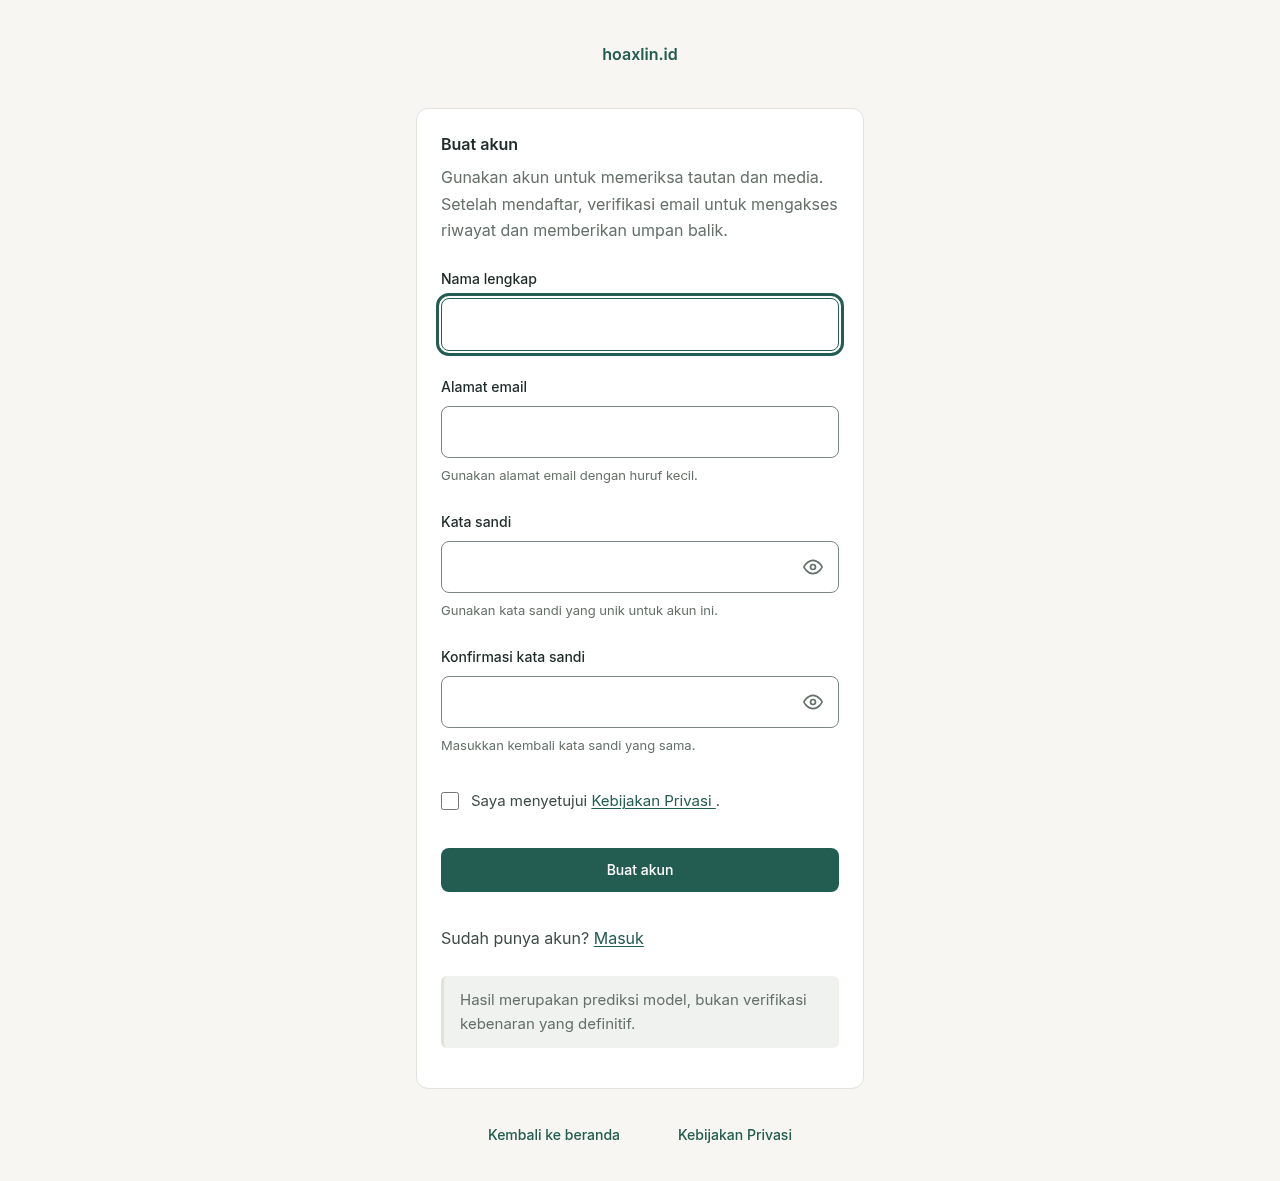 hoaxlin.id
Buat akun
Gunakan akun untuk memeriksa tautan dan media.
Setelah mendaftar, verifikasi email untuk mengakses
riwayat dan memberikan umpan balik.
Nama lengkap
Alamat email
Gunakan alamat email dengan huruf kecil.
Kata sandi
Gunakan kata sandi yang unik untuk akun ini.
Konfirmasi kata sandi
Masukkan kembali kata sandi yang sama.
Saya menyetujui Kebijakan Privasi .
Buat akun
Sudah punya akun? Masuk
Hasil merupakan prediksi model, bukan verifikasi
kebenaran yang definitif.
Kembali ke beranda Kebijakan Privasi